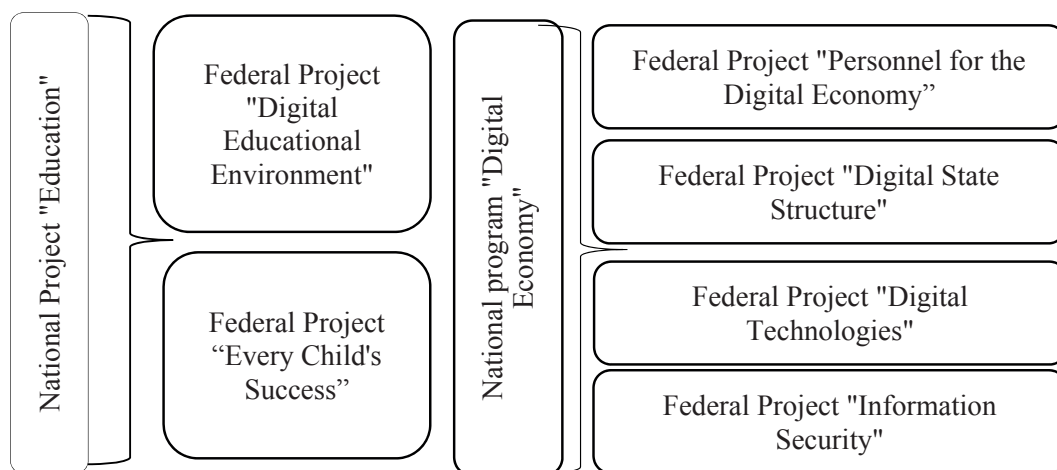 National Project "Education"
Federal Project
"Digital
Educational
Environment"
Federal Project
“Every Child's
Success”
National program "Digital
Economy"
Federal Project "Personnel for the
Digital Economy”
Federal Project "Digital State
Structure"
Federal Project "Digital
Technologies"
Federal Project "Information
Security"